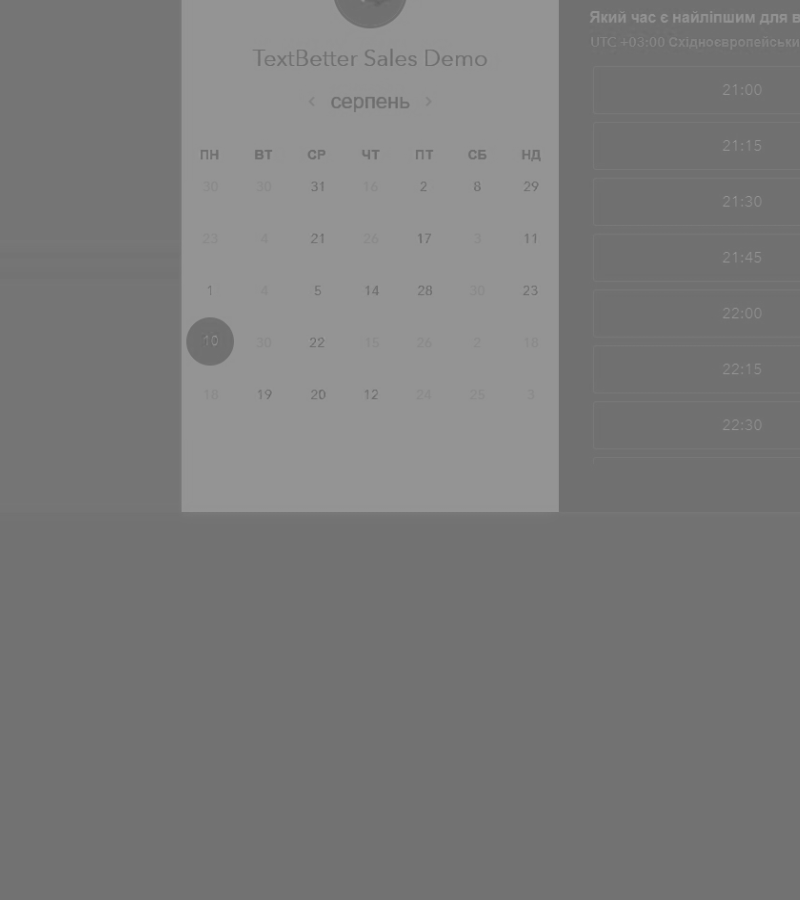 TextBetter Sales Demo
‹ серпень ›
ПН ВТ СР ЧТ ПТ СБ НД
30 30 31 16 2 8 29
23 4 21 26 17 3 11
1 4 5 14 28 30 23
10 30 22 15 26 2 18
18 19 20 12 24 25 3
Який час є найліпшим для в
UTC +03:00 Східноєвропейськи
21:00
21:15
21:30
21:45
22:00
22:15
22:30